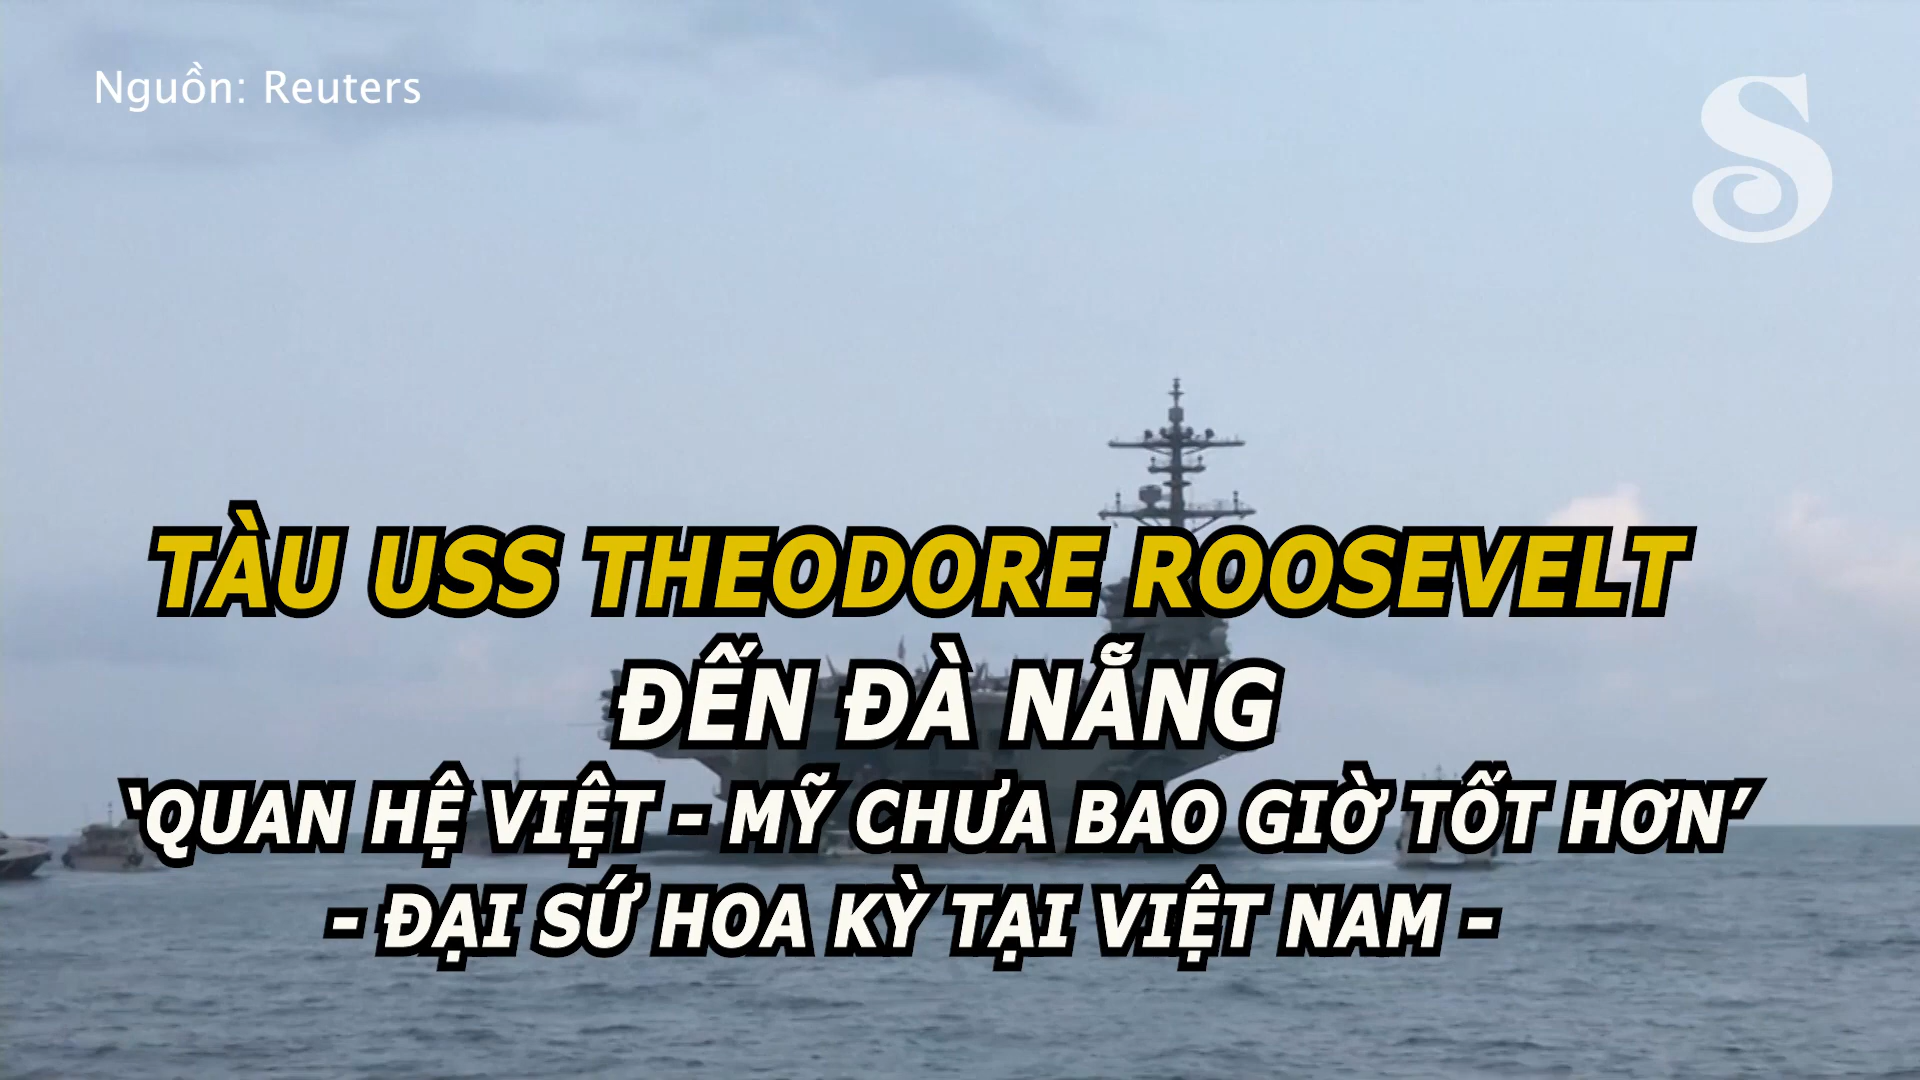 Nguồn: Reuters
S
TÀU USS THEODORE ROOSEVELT
ĐẾN ĐÀ NẴNG
‘QUAN HỆ VIỆT - MỸ CHƯA BAO GIỜ TỐT HƠN’
- ĐẠI SỨ HOA KỲ TẠI VIỆT NAM -